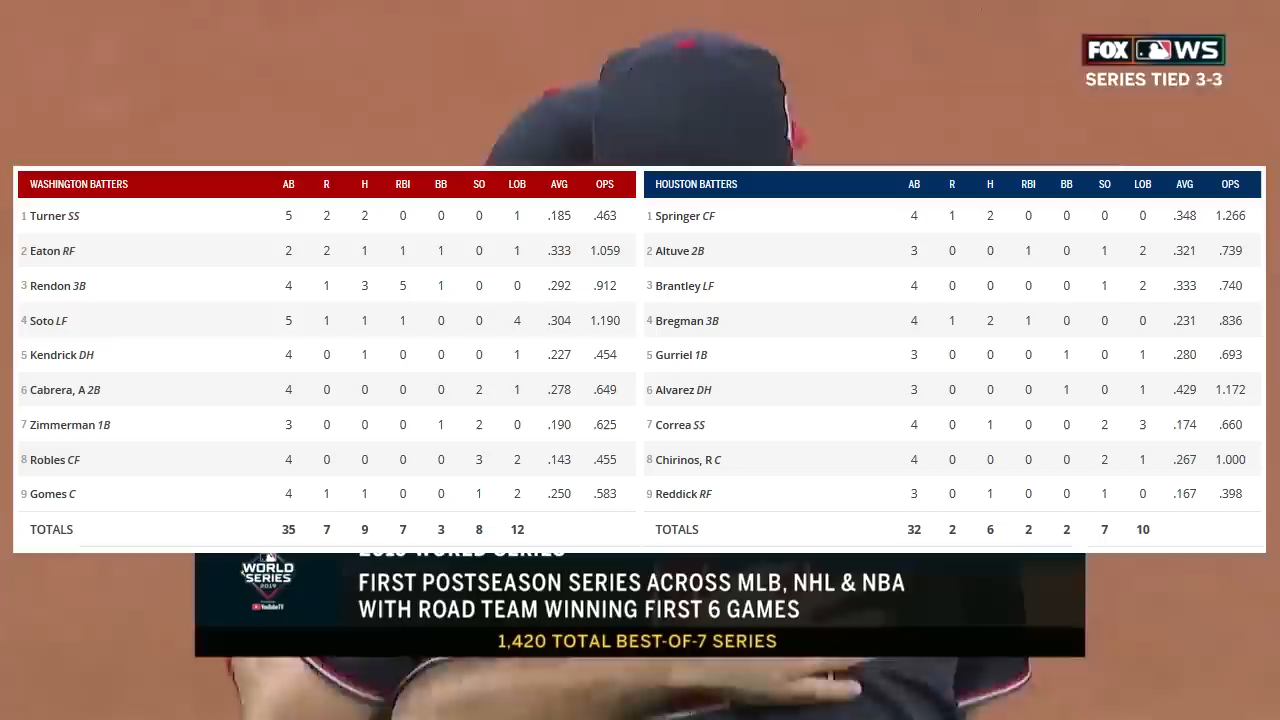 FOX MLB WS
SERIES TIED 3-3
WASHINGTON BATTERS AB R H RBI BB SO LOB AVG OPS
1 Turner SS 5 2 2 0 0 0 1 .185 .463
2 Eaton RF 2 2 1 1 1 0 1 .333 1.059
3 Rendon 3B 4 1 3 5 1 0 0 .292 .912
4 Soto LF 5 1 1 1 0 0 4 .304 1.190
5 Kendrick DH 4 0 1 0 0 0 1 .227 .454
6 Cabrera, A 2B 4 0 0 0 0 2 1 .278 .649
7 Zimmerman 1B 3 0 0 0 1 2 0 .190 .625
8 Robles CF 4 0 0 0 0 3 2 .143 .455
9 Gomes C 4 1 1 0 0 1 2 .250 .583
TOTALS 35 7 9 7 3 8 12
HOUSTON BATTERS AB R H RBI BB SO LOB AVG OPS
1 Springer CF 4 1 2 0 0 0 0 .348 1.266
2 Altuve 2B 3 0 0 1 0 1 2 .321 .739
3 Brantley LF 4 0 0 0 0 1 2 .333 .740
4 Bregman 3B 4 1 2 1 0 0 0 .231 .836
5 Gurriel 1B 3 0 0 0 1 0 1 .280 .693
6 Alvarez DH 3 0 0 0 1 0 1 .429 1.172
7 Correa SS 4 0 1 0 0 2 3 .174 .660
8 Chirinos, R C 4 0 0 0 0 2 1 .267 1.000
9 Reddick RF 3 0 1 0 0 1 0 .167 .398
TOTALS 32 2 6 2 2 7 10
2019 WORLD SERIES
WORLD
SERIES
2019
YouTubeTV
FIRST POSTSEASON SERIES ACROSS MLB, NHL & NBA
WITH ROAD TEAM WINNING FIRST 6 GAMES
1,420 TOTAL BEST-OF-7 SERIES